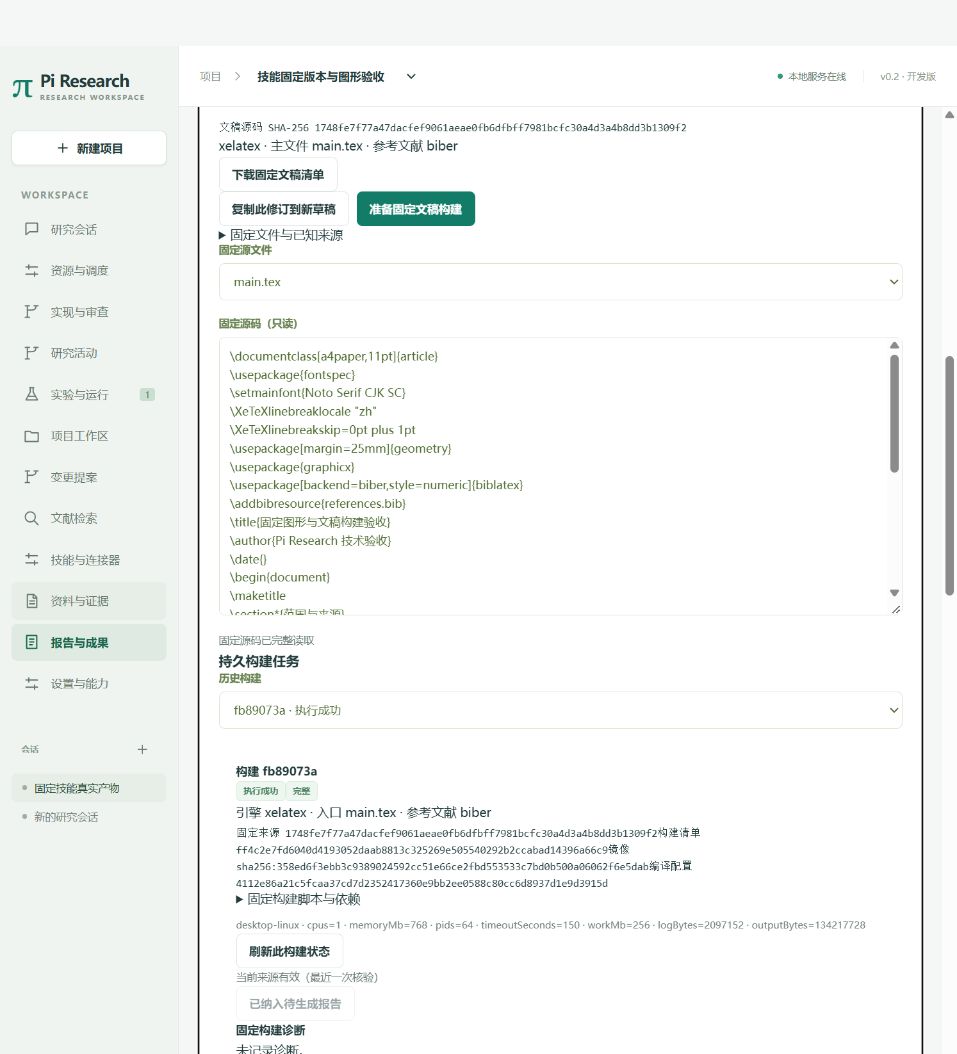 Pi Research
RESEARCH WORKSPACE
+ 新建项目
WORKSPACE
研究会话
资源与调度
实现与审查
研究活动
实验与运行 1
项目工作区
变更提案
文献检索
技能与连接器
资料与证据
报告与成果
设置与能力
会话 +
固定技能真实产物
新的研究会话
项目 > 技能固定版本与图形验收
本地服务在线
v0.2 · 开发版
文稿源码 SHA-256 1748fe7f77a47dacfef9061aeae0fb6dfbff7981bcfc30a4d3a4b8dd3b1309f2
xelatex · 主文件 main.tex · 参考文献 biber
下载固定文稿清单
复制此修订到新草稿 准备固定文稿构建
▶ 固定文件与已知来源
固定源文件
main.tex
固定源码（只读）
\documentclass[a4paper,11pt]{article}
\usepackage{fontspec}
\setmainfont{Noto Serif CJK SC}
\XeTeXlinebreaklocale "zh"
\XeTeXlinebreakskip=0pt plus 1pt
\usepackage[margin=25mm]{geometry}
\usepackage{graphicx}
\usepackage[backend=biber,style=numeric]{biblatex}
\addbibresource{references.bib}
\title{固定图形与文稿构建验收}
\author{Pi Research 技术验收}
\date{}
\begin{document}
\maketitle
\section*{范围与来源}
固定源码已完整读取
持久构建任务
历史构建
fb89073a · 执行成功
构建 fb89073a
执行成功 完整
引擎 xelatex · 入口 main.tex · 参考文献 biber
固定来源 1748fe7f77a47dacfef9061aeae0fb6dfbff7981bcfc30a4d3a4b8dd3b1309f2构建清单
ff4c2e7fd6040d4193052daab8813c325269e505540292b2ccabad14396a66c9镜像
sha256:358ed6f3ebb3c9389024592cc51e66ce2fbd553533c7bd0b500a06062f6e5dab编译配置
4112e86a21c5fcaa37cd7d2352417360e9bb2ee0588c80cc6d8937d1e9d3915d
▶ 固定构建脚本与依赖
desktop-linux · cpus=1 · memoryMb=768 · pids=64 · timeoutSeconds=150 · workMb=256 · logBytes=2097152 · outputBytes=134217728
刷新此构建状态
当前来源有效（最近一次核验）
已纳入待生成报告
固定构建诊断
未记录诊断。